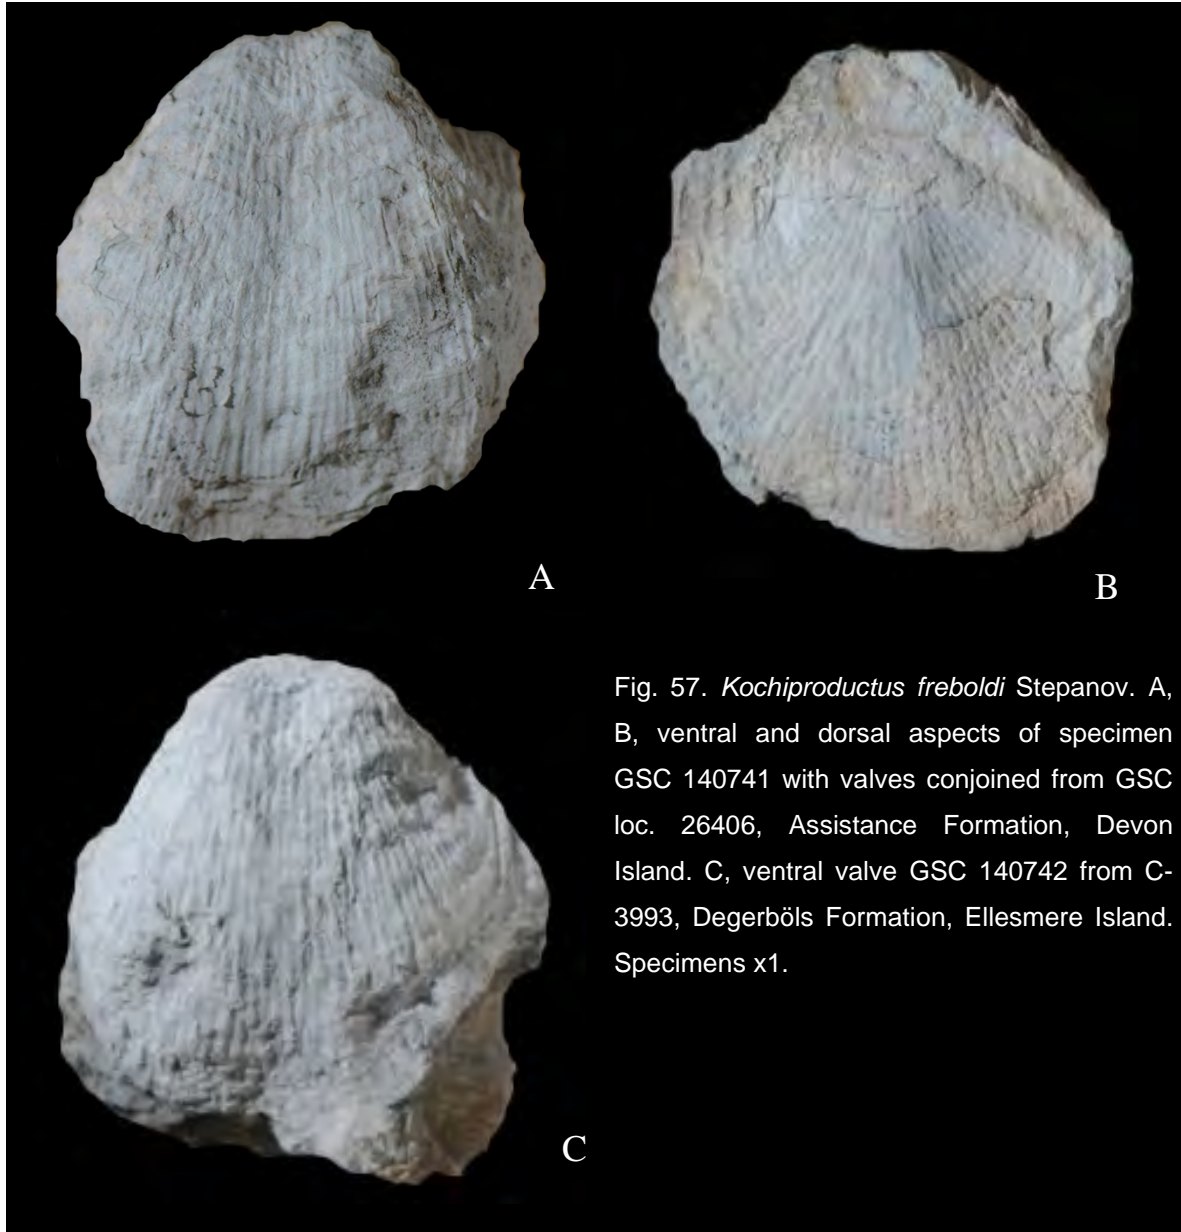 A
B
Fig. 57. Kochiproductus freboldi Stepanov. A,
B, ventral and dorsal aspects of specimen
GSC 140741 with valves conjoined from GSC
loc. 26406, Assistance Formation, Devon
Island. C, ventral valve GSC 140742 from C-
3993, Degerböls Formation, Ellesmere Island.
Specimens x1.
C